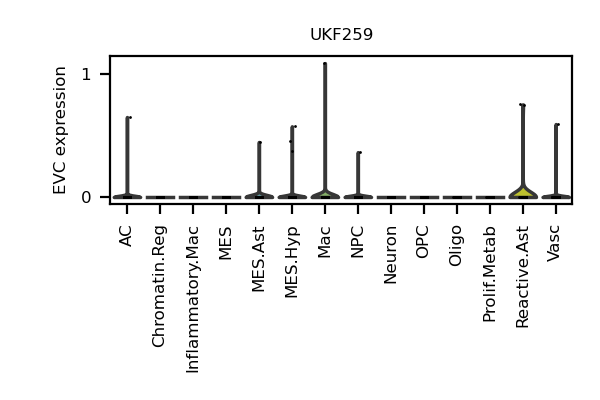 UKF259
EVC expression
1
0
AC
Chromatin.Reg
Inflammatory.Mac
MES
MES.Ast
MES.Hyp
Mac
NPC
Neuron
OPC
Oligo
Prolif.Metab
Reactive.Ast
Vasc